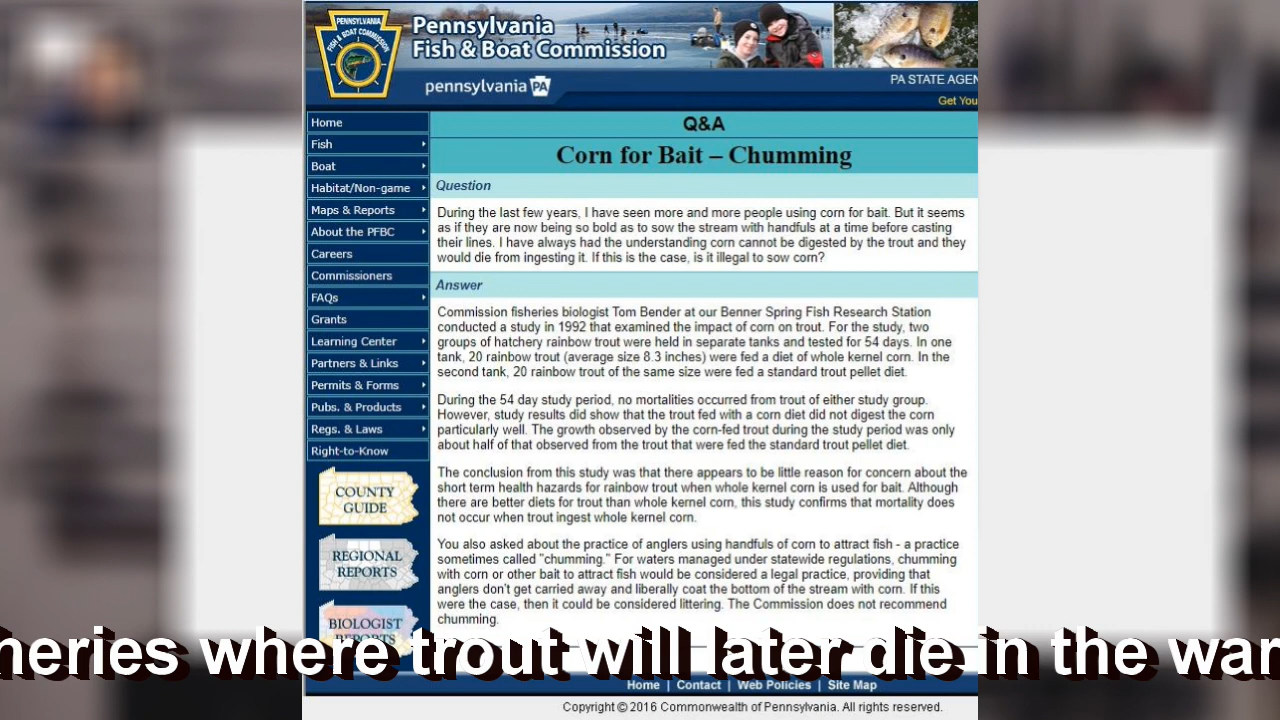 PENNSYLVANIA
FISH & BOAT COMMISSION
Pennsylvania
Fish & Boat Commission
pennsylvania PA
PA STATE AGEN
Get You
Home
Fish
Boat
Habitat/Non-game
Maps & Reports
About the PFBC
Careers
Commissioners
FAQs
Grants
Learning Center
Partners & Links
Permits & Forms
Pubs. & Products
Regs. & Laws
Right-to-Know
COUNTY
GUIDE
REGIONAL
REPORTS
BIOLOGIST
REPORTS
Q&A
Corn for Bait – Chumming
Question
During the last few years, I have seen more and more people using corn for bait. But it seems
as if they are now being so bold as to sow the stream with handfuls at a time before casting
their lines. I have always had the understanding corn cannot be digested by the trout and they
would die from ingesting it. If this is the case, is it illegal to sow corn?
Answer
Commission fisheries biologist Tom Bender at our Benner Spring Fish Research Station
conducted a study in 1992 that examined the impact of corn on trout. For the study, two
groups of hatchery rainbow trout were held in separate tanks and tested for 54 days. In one
tank, 20 rainbow trout (average size 8.3 inches) were fed a diet of whole kernel corn. In the
second tank, 20 rainbow trout of the same size were fed a standard trout pellet diet.
During the 54 day study period, no mortalities occurred from trout of either study group.
However, study results did show that the trout fed with a corn diet did not digest the corn
particularly well. The growth observed by the corn-fed trout during the study period was only
about half of that observed from the trout that were fed the standard trout pellet diet.
The conclusion from this study was that there appears to be little reason for concern about the
short term health hazards for rainbow trout when whole kernel corn is used for bait. Although
there are better diets for trout than whole kernel corn, this study confirms that mortality does
not occur when trout ingest whole kernel corn.
You also asked about the practice of anglers using handfuls of corn to attract fish - a practice
sometimes called "chumming." For waters managed under statewide regulations, chumming
with corn or other bait to attract fish would be considered a legal practice, providing that
anglers don't get carried away and liberally coat the bottom of the stream with corn. If this
were the case, then it could be considered littering. The Commission does not recommend
chumming.
heries where trout will later die in the war
Home | Contact | Web Policies | Site Map
Copyright © 2016 Commonwealth of Pennsylvania. All rights reserved.